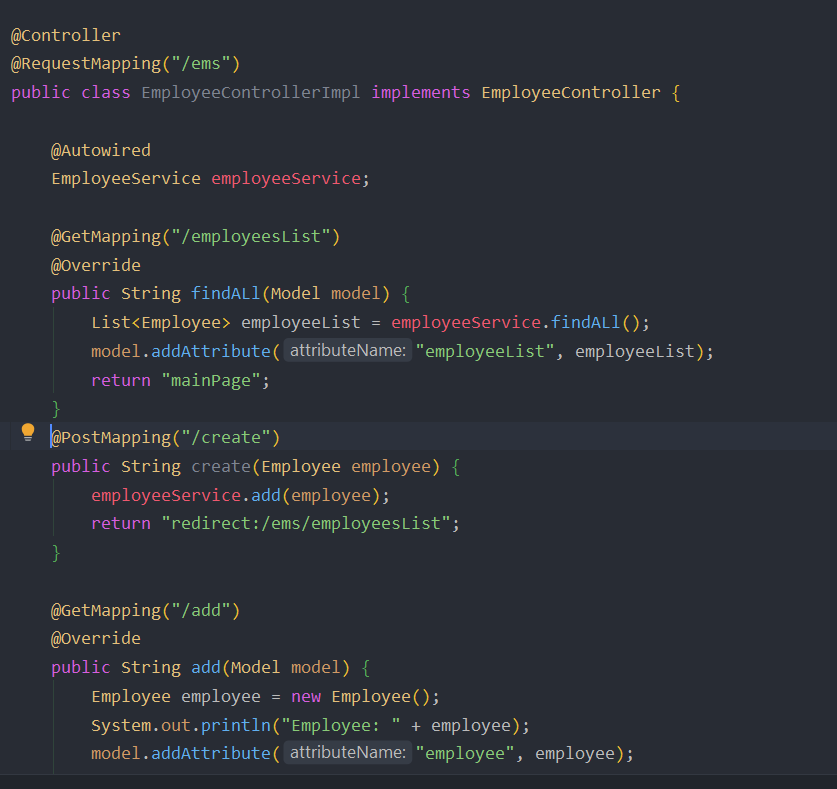 @Controller
@RequestMapping("/ems")
public class EmployeeControllerImpl implements EmployeeController {
@Autowired
EmployeeService employeeService;
@GetMapping("/employeesList")
@Override
public String findALl(Model model) {
List<Employee> employeeList = employeeService.findALl();
model.addAttribute( attributeName: "employeeList", employeeList);
return "mainPage";
}
@PostMapping("/create")
public String create(Employee employee) {
employeeService.add(employee);
return "redirect:/ems/employeesList";
}
@GetMapping("/add")
@Override
public String add(Model model) {
Employee employee = new Employee();
System.out.println("Employee: " + employee);
model.addAttribute( attributeName: "employee", employee);